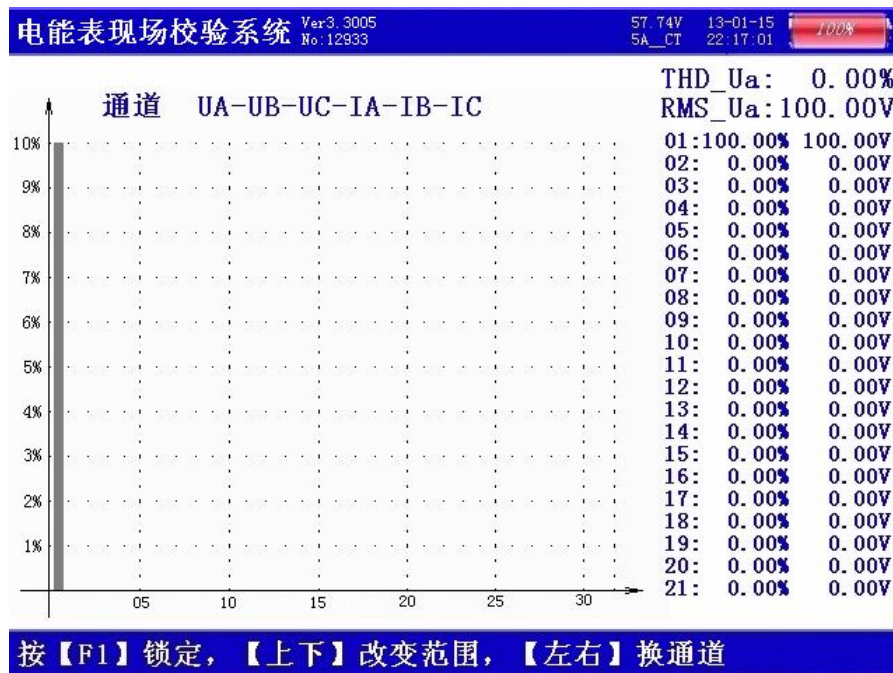 电能表现场校验系统 Ver3.3005
No:12933
57.74V 13-01-15
5A__CT 22:17:01
100%
THD_Ua: 0.00%
RMS_Ua:100.00V
通道 UA-UB-UC-IA-IB-IC
10%
9%
8%
7%
6%
5%
4%
3%
2%
1%
05 10 15 20 25 30
01:100.00% 100.00V
02: 0.00% 0.00V
03: 0.00% 0.00V
04: 0.00% 0.00V
05: 0.00% 0.00V
06: 0.00% 0.00V
07: 0.00% 0.00V
08: 0.00% 0.00V
09: 0.00% 0.00V
10: 0.00% 0.00V
11: 0.00% 0.00V
12: 0.00% 0.00V
13: 0.00% 0.00V
14: 0.00% 0.00V
15: 0.00% 0.00V
16: 0.00% 0.00V
17: 0.00% 0.00V
18: 0.00% 0.00V
19: 0.00% 0.00V
20: 0.00% 0.00V
21: 0.00% 0.00V
按【F1】锁定，【上下】改变范围，【左右】换通道